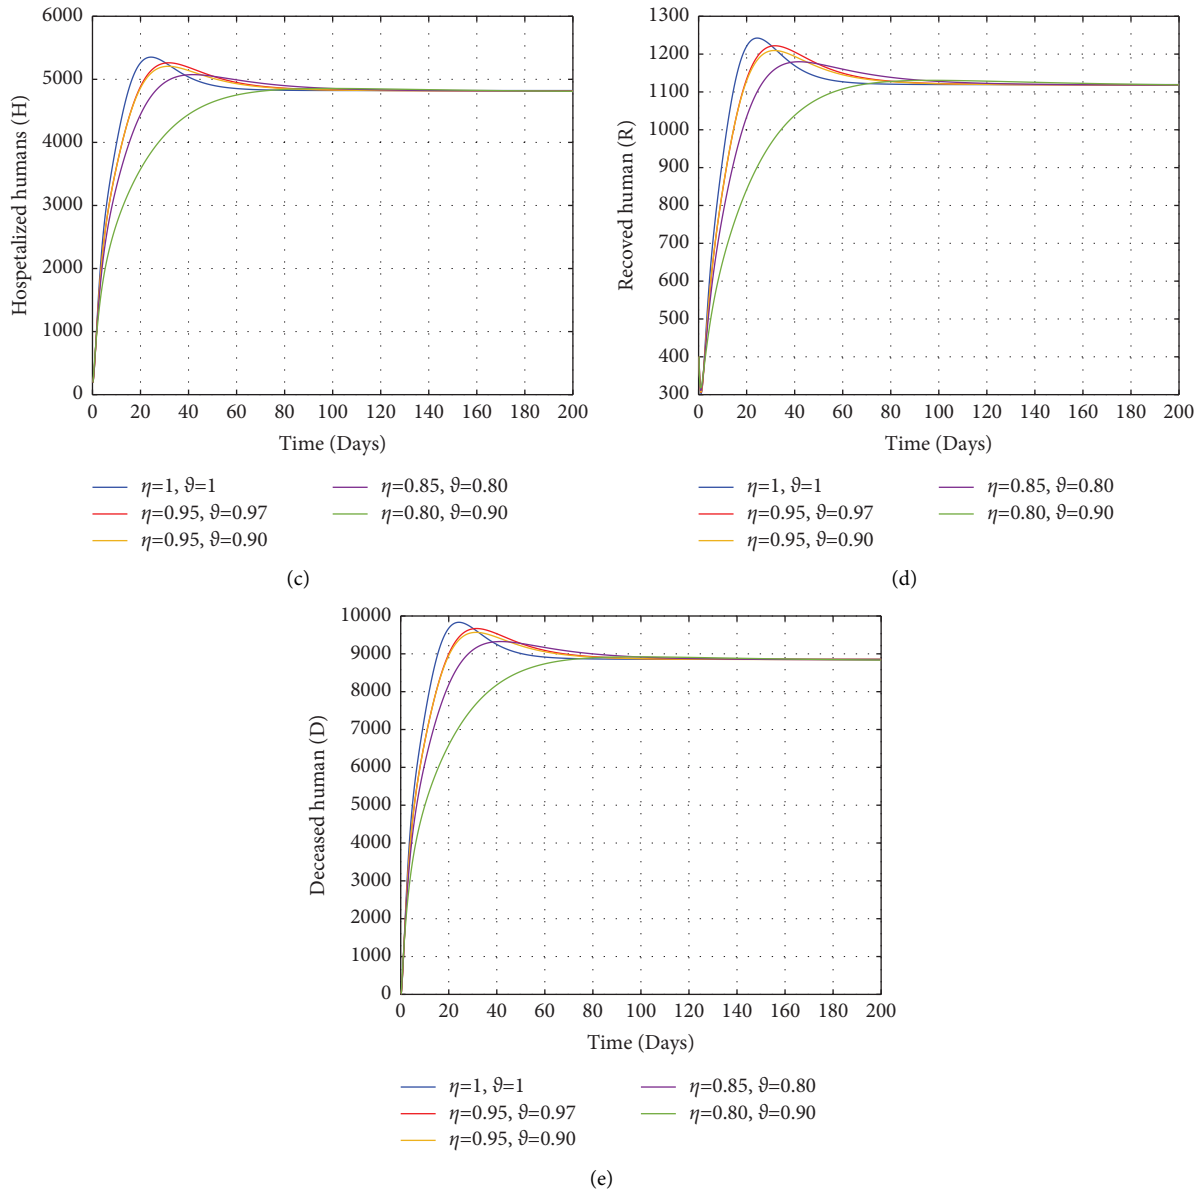 6000
5000
4000
3000
2000
1000
0
Hospetalized humans (H)
0 20 40 60 80 100 120 140 160 180 200
Time (Days)
η=1, ϑ=1
η=0.95, ϑ=0.97
η=0.95, ϑ=0.90
η=0.85, ϑ=0.80
η=0.80, ϑ=0.90
(c)
1300
1200
1100
1000
900
800
700
600
500
400
300
Recoved human (R)
0 20 40 60 80 100 120 140 160 180 200
Time (Days)
η=1, ϑ=1
η=0.95, ϑ=0.97
η=0.95, ϑ=0.90
η=0.85, ϑ=0.80
η=0.80, ϑ=0.90
(d)
10000
9000
8000
7000
6000
5000
4000
3000
2000
1000
0
Deceased human (D)
0 20 40 60 80 100 120 140 160 180 200
Time (Days)
η=1, ϑ=1
η=0.95, ϑ=0.97
η=0.95, ϑ=0.90
η=0.85, ϑ=0.80
η=0.80, ϑ=0.90
(e)